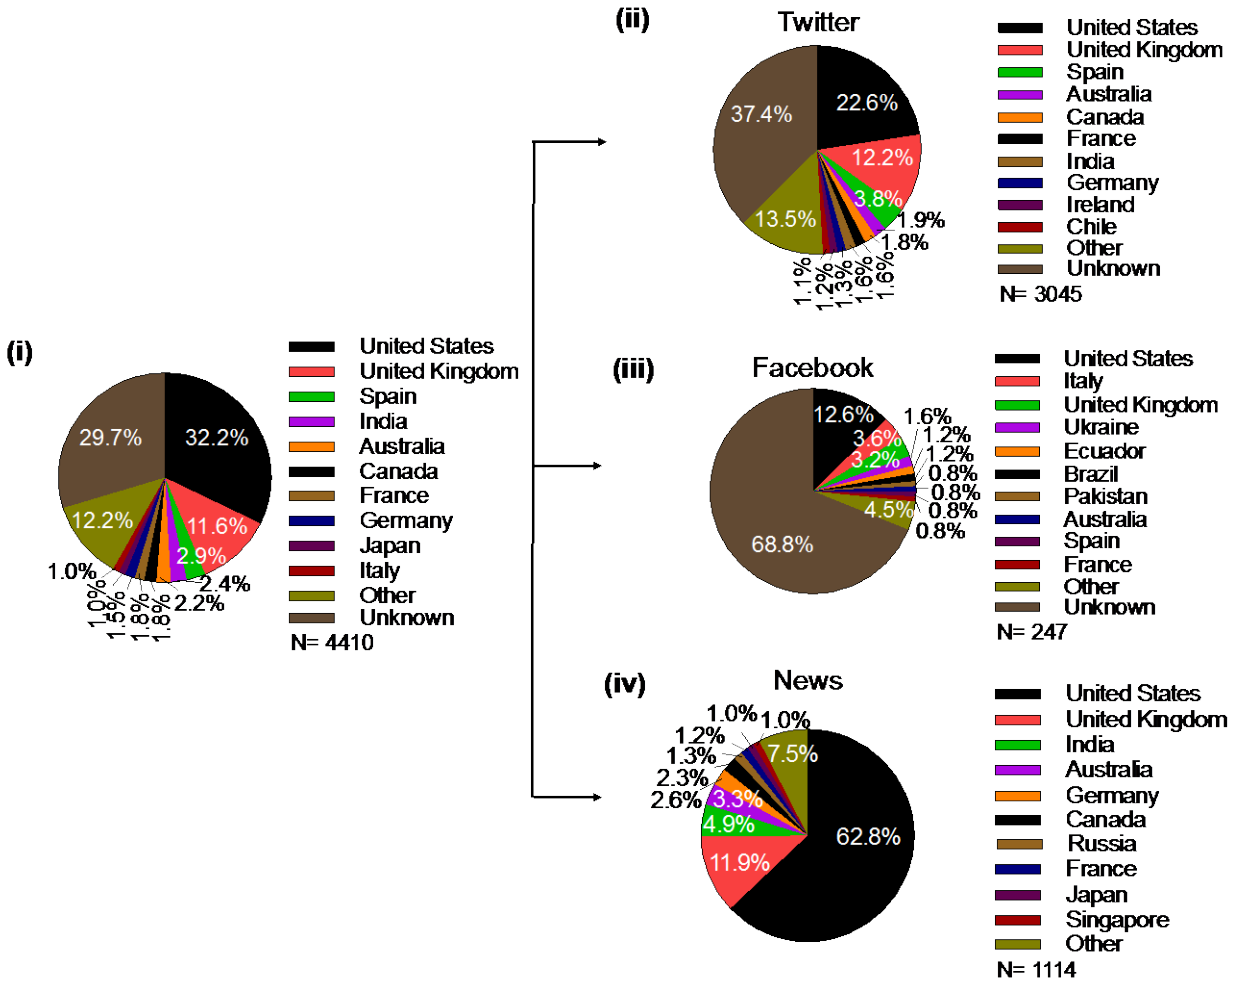 (i)
32.2%
11.6%
2.9%
2.4%
2.2%
1.8%
1.8%
1.5%
1.0%
1.0%
12.2%
29.7%
United States
United Kingdom
Spain
India
Australia
Canada
France
Germany
Japan
Italy
Other
Unknown
N= 4410
(ii)
Twitter
22.6%
12.2%
3.8%
1.9%
1.8%
1.6%
1.6%
1.3%
1.2%
1.1%
13.5%
37.4%
United States
United Kingdom
Spain
Australia
Canada
France
India
Germany
Ireland
Chile
Other
Unknown
N= 3045
(iii)
Facebook
12.6%
3.6%
3.2%
1.6%
1.2%
1.2%
0.8%
0.8%
0.8%
0.8%
4.5%
68.8%
United States
Italy
United Kingdom
Ukraine
Ecuador
Brazil
Pakistan
Australia
Spain
France
Other
Unknown
N= 247
(iv)
News
62.8%
11.9%
4.9%
3.3%
2.6%
2.3%
1.3%
1.2%
1.0%
1.0%
7.5%
United States
United Kingdom
India
Australia
Germany
Canada
Russia
France
Japan
Singapore
Other
N= 1114